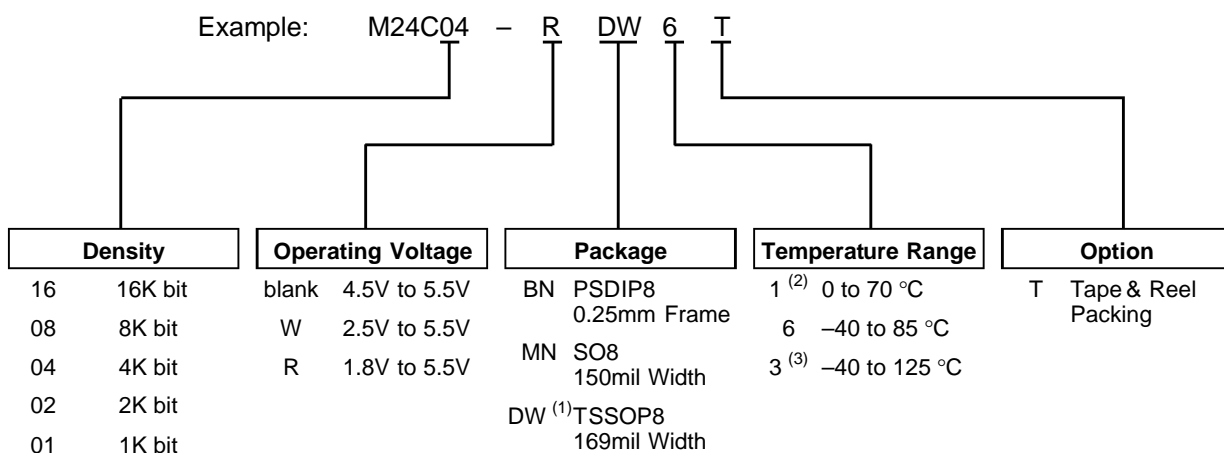 Example: M24C04 – R DW 6 T
Density
16 16K bit
08 8K bit
04 4K bit
02 2K bit
01 1K bit
Operating Voltage
blank 4.5V to 5.5V
W 2.5V to 5.5V
R 1.8V to 5.5V
Package
BN PSDIP8
0.25mm Frame
MN SO8
150mil Width
DW (1) TSSOP8
169mil Width
Temperature Range
1 (2) 0 to 70 °C
6 –40 to 85 °C
3 (3) –40 to 125 °C
Option
T Tape & Reel
Packing